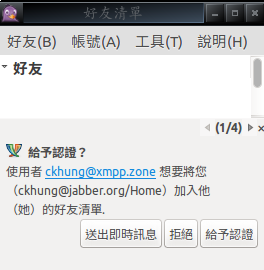 好友清單
好友(B) 帳號(A) 工具(T) 說明(H)
好友
(1/4)
給予認證？
使用者 ckhung@xmpp.zone 想要將您
（ckhung@jabber.org/Home）加入他
（她）的好友清單.
送出即時訊息 拒絕 給予認證